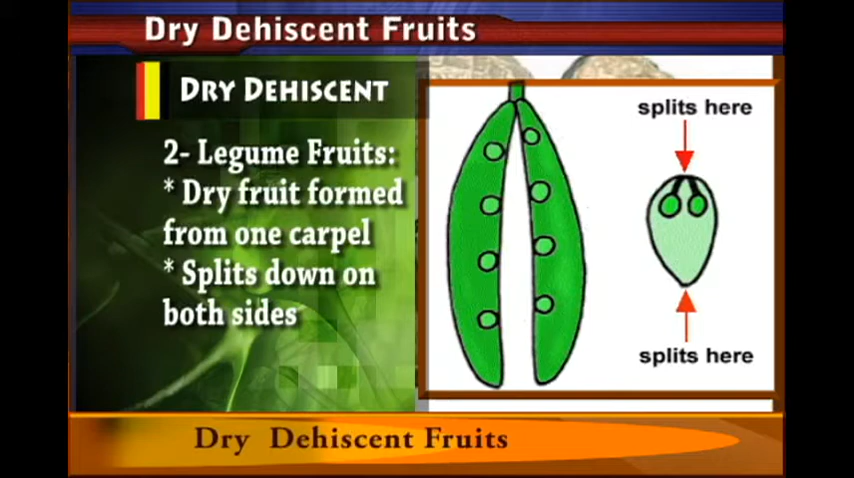 Dry Dehiscent Fruits
DRY DEHISCENT
2- Legume Fruits:
* Dry fruit formed
from one carpel
* Splits down on
both sides
splits here
splits here
Dry Dehiscent Fruits